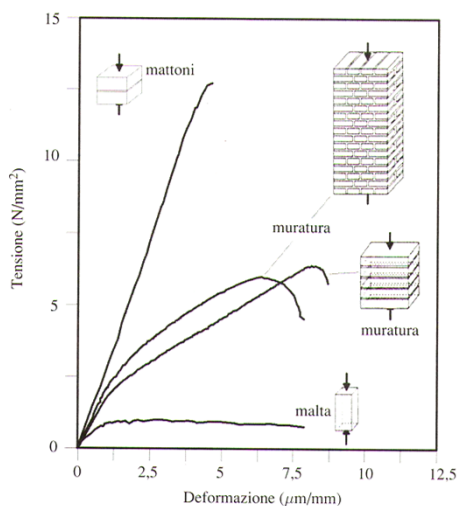 15
mattoni
10
muratura
5
muratura
malta
0
0
2,5
5
7,5
10
12,5
Tensione (N/mm²)
Deformazione (µm/mm)